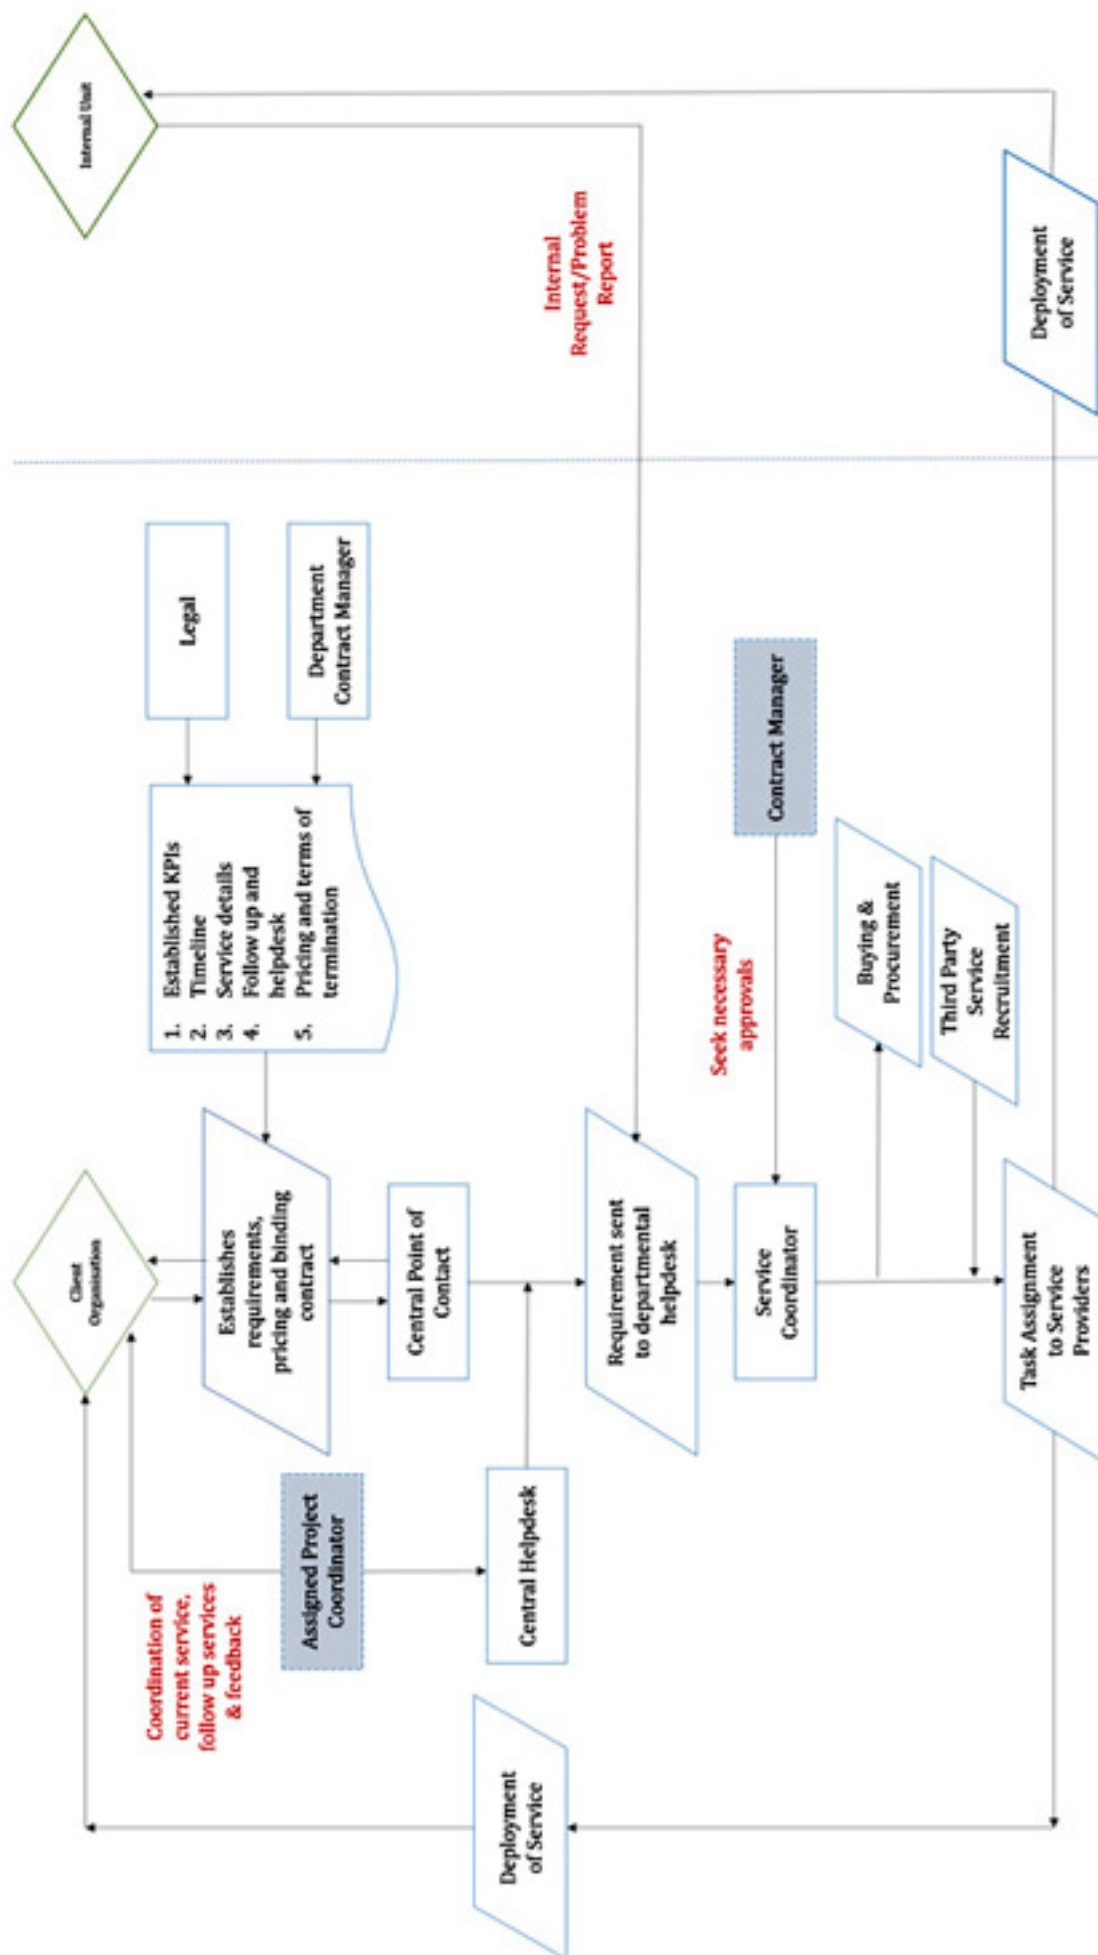 Client
Organisation
Internal Unit
Coordination of
current service,
follow up services
& feedback
Establishes
requirements,
pricing and binding
contract
1. Established KPIs
2. Timeline
3. Service details
4. Follow up and
helpdesk
5. Pricing and terms of
termination
Legal
Department
Contract Manager
Assigned Project
Coordinator
Central Point of
Contact
Central Helpdesk
Deployment
of Service
Internal
Request/Problem
Report
Requirement sent
to departmental
helpdesk
Seek necessary
approvals
Contract Manager
Service
Coordinator
Buying &
Procurement
Third Party
Service
Recruitment
Task Assignment
to Service
Providers
Deployment
of Service